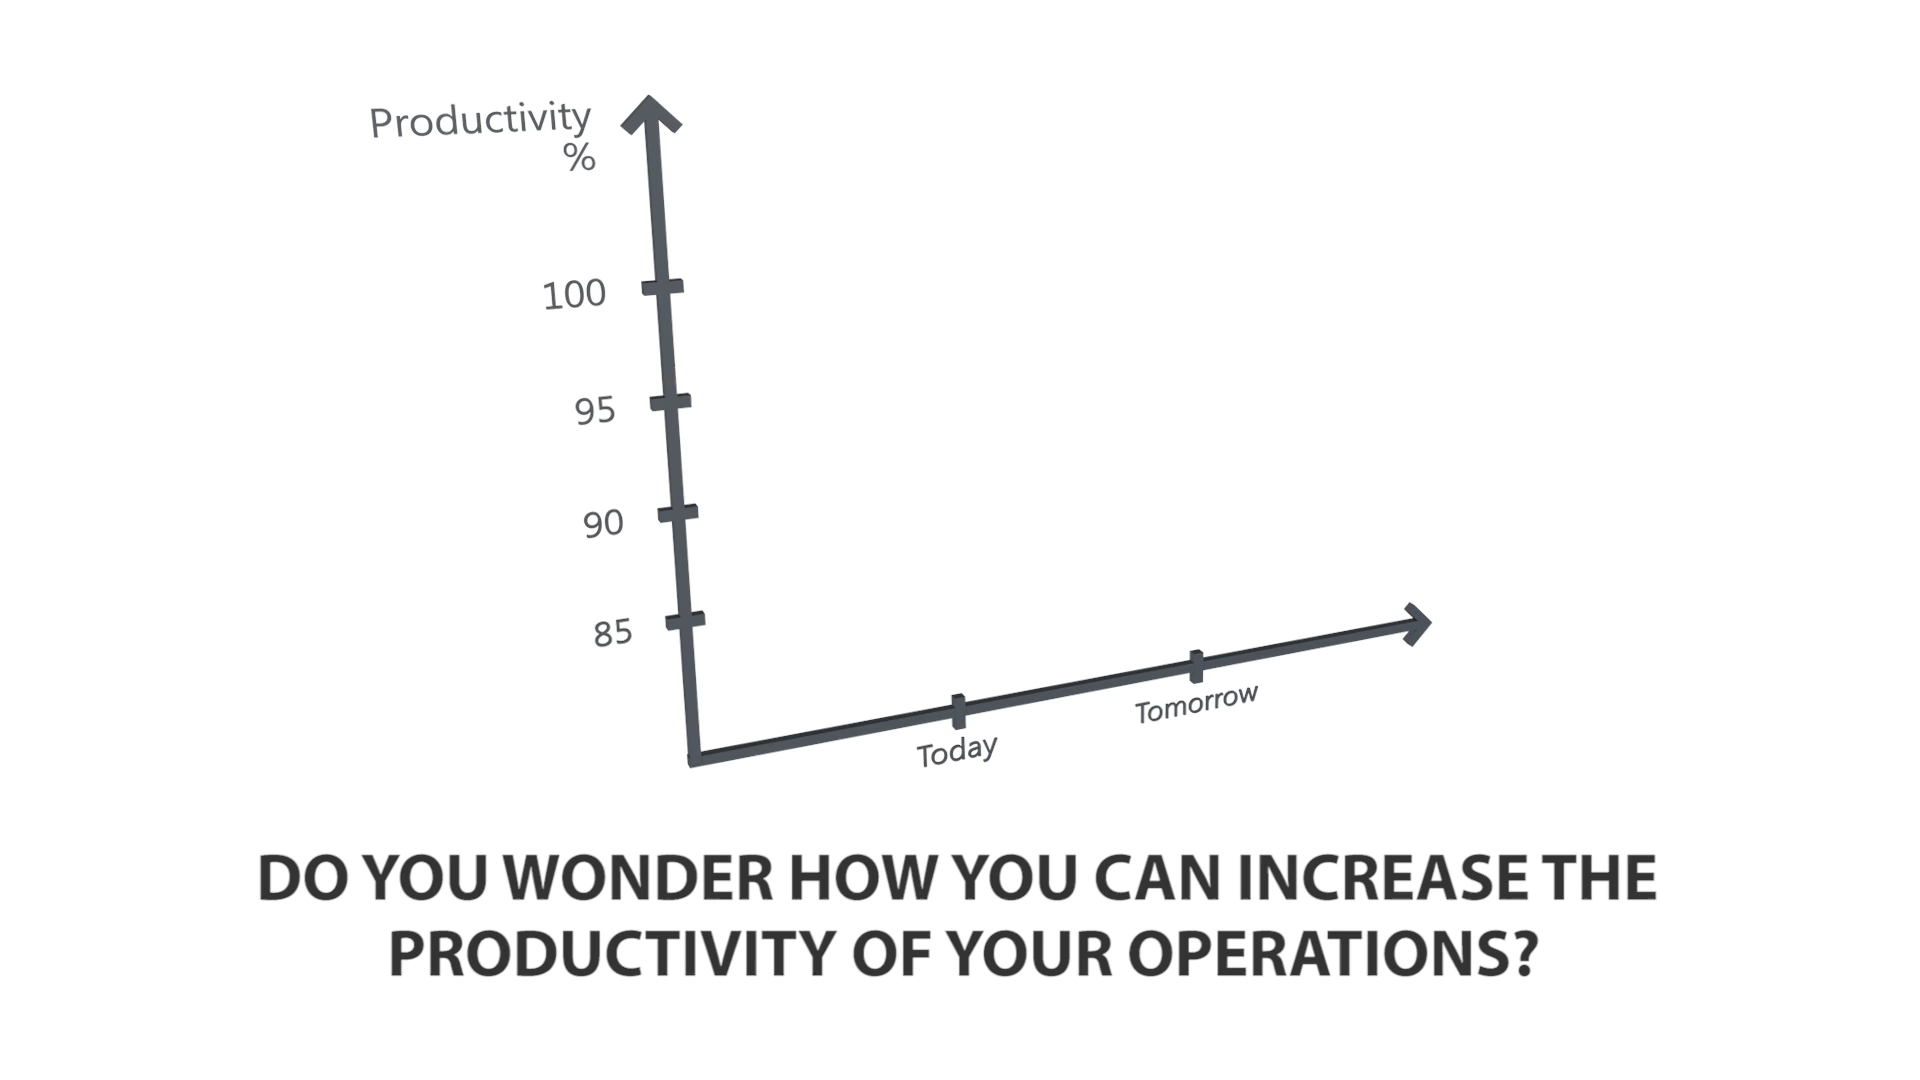 Productivity
%
100
95
90
85
Today
Tomorrow
DO YOU WONDER HOW YOU CAN INCREASE THE
PRODUCTIVITY OF YOUR OPERATIONS?